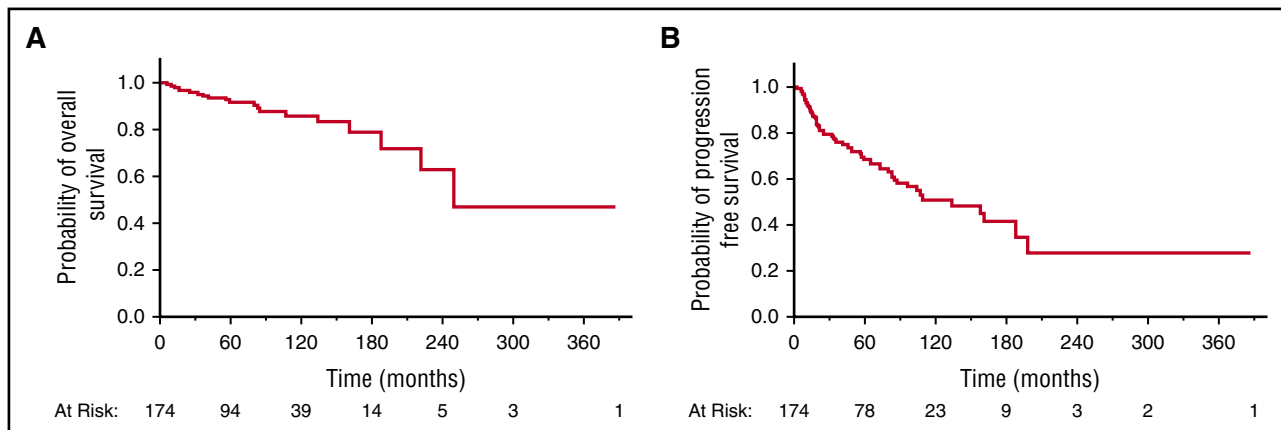 A
Probability of overall
survival
1.0
0.8
0.6
0.4
0.2
0.0
0 60 120 180 240 300 360
Time (months)
At Risk: 174 94 39 14 5 3 1
B
Probability of progression
free survival
1.0
0.8
0.6
0.4
0.2
0.0
0 60 120 180 240 300 360
Time (months)
At Risk: 174 78 23 9 3 2 1